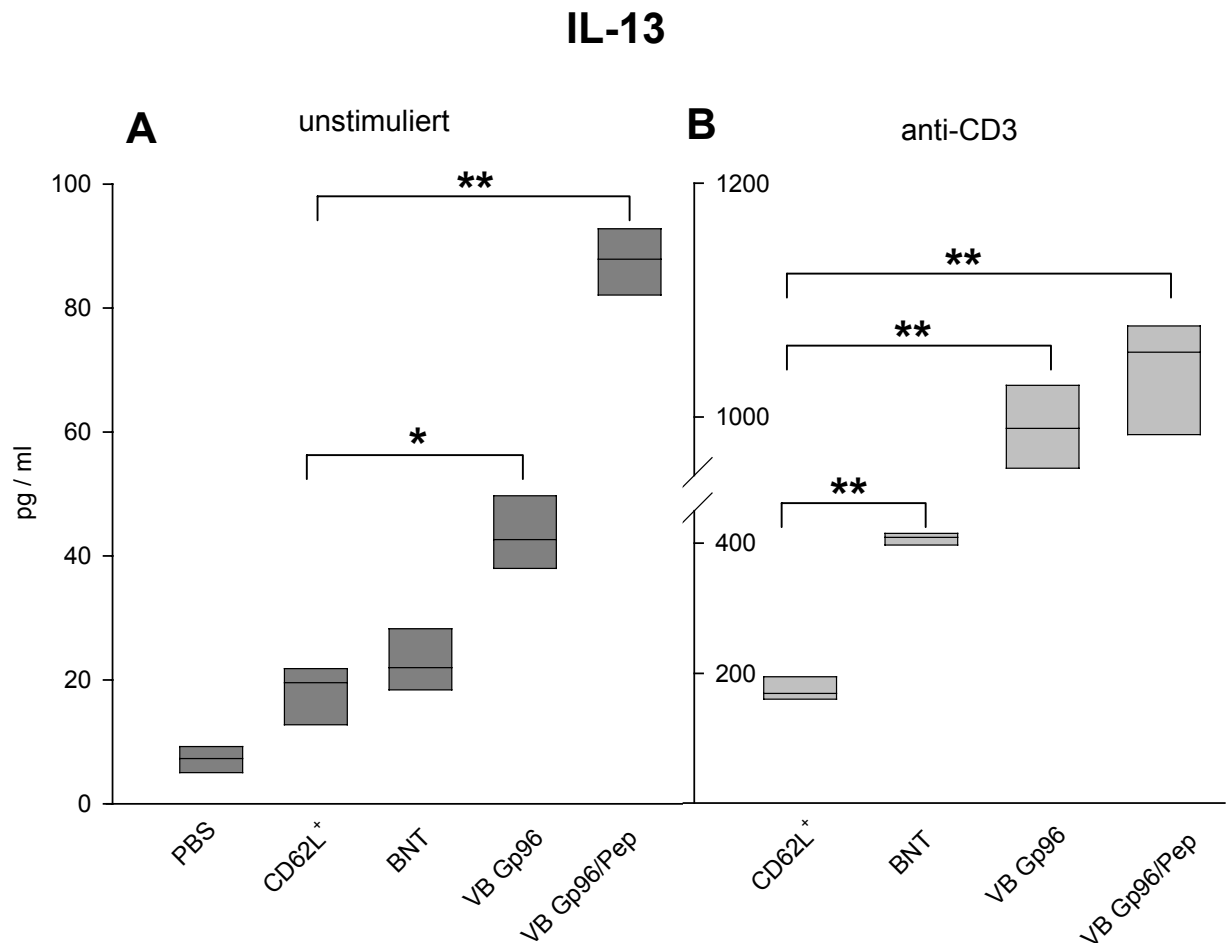 IL-13
A unstimuliert
B anti-CD3
pg / ml
100
80
60
40
20
0
**
*
PBS
CD62L⁺
BNT
VB Gp96
VB Gp96/Pep
1200
1000
400
200
**
**
**
CD62L⁺
BNT
VB Gp96
VB Gp96/Pep